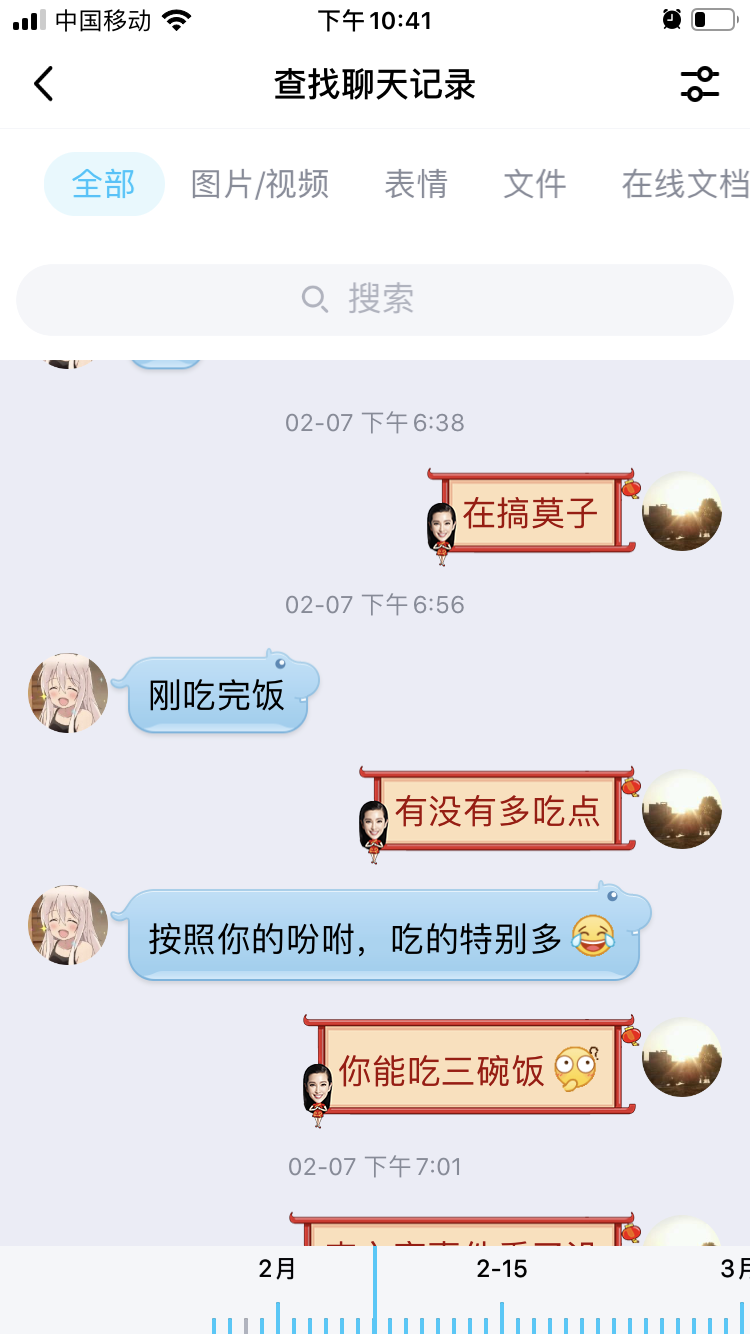 中国移动
下午10:41
查找聊天记录
全部 图片/视频 表情 文件 在线文档
搜索
02-07 下午6:38
在搞莫子
02-07 下午6:56
刚吃完饭
有没有多吃点
按照你的吩咐，吃的特别多
你能吃三碗饭
02-07 下午7:01
2月 2-15 3月